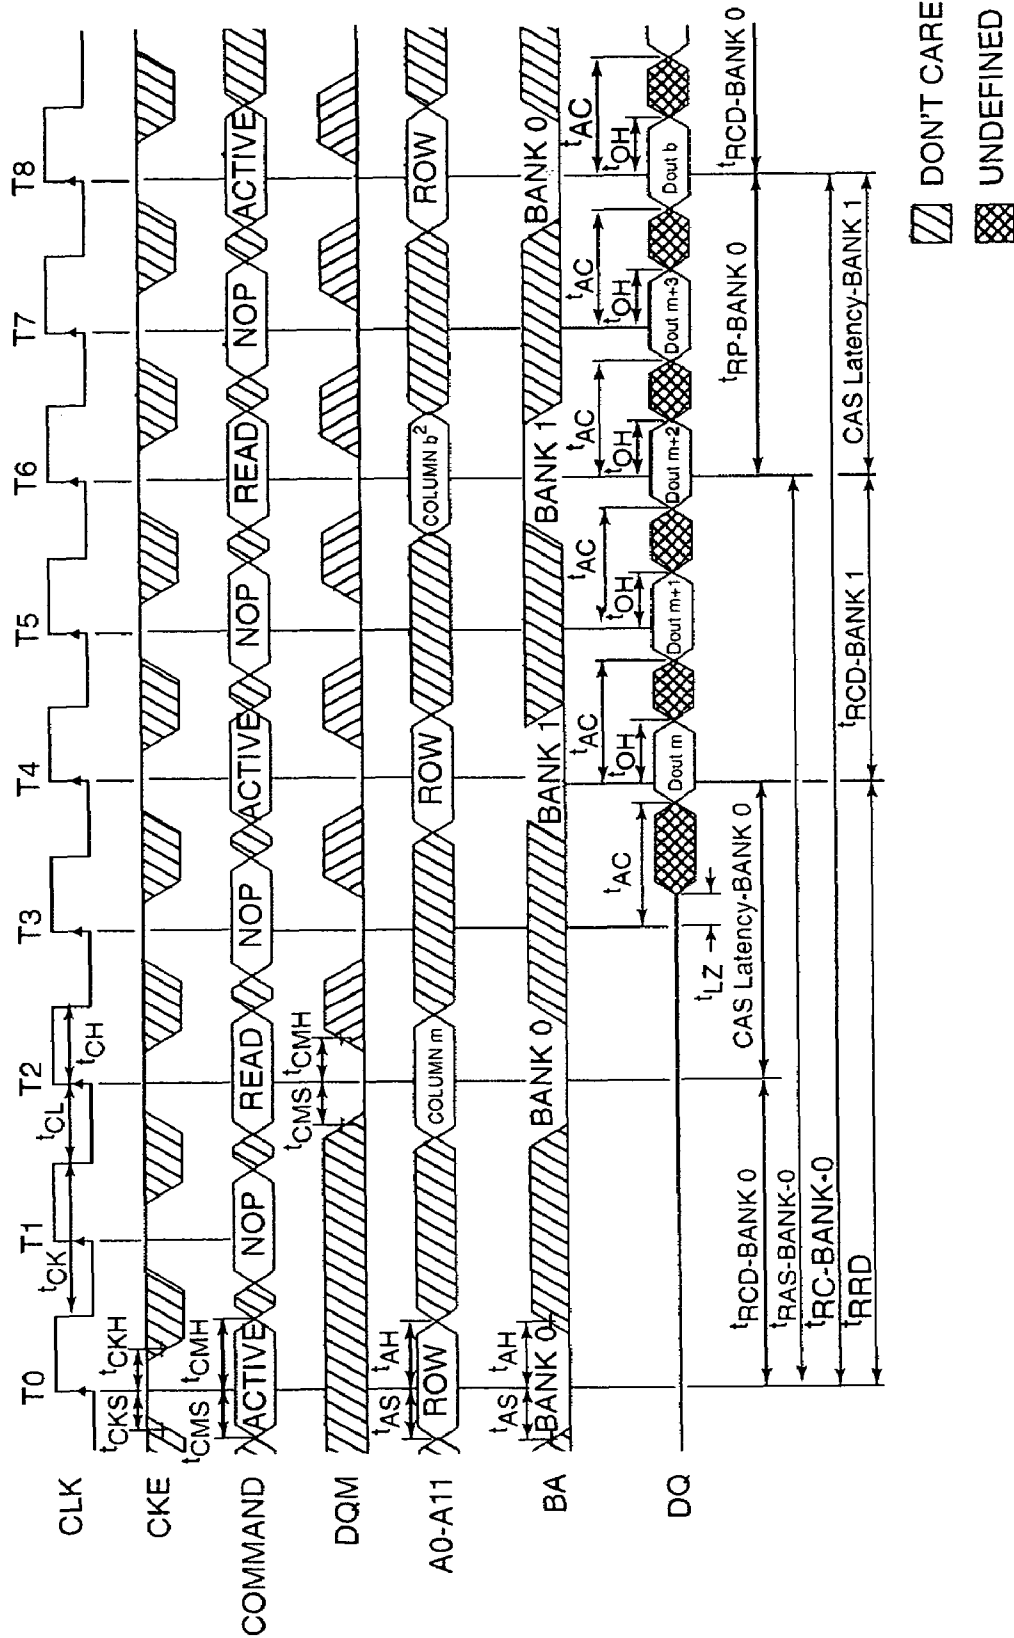 T0 T1 T2 T3 T4 T5 T6 T7 T8
CLK
tCK tCL tCH
tCKS tCKH
CKE
tCMS tCMH
COMMAND ACTIVE NOP READ NOP ACTIVE NOP READ NOP ACTIVE
tCMS tCMH
DQM
tAS tAH
A0-A11 ROW COLUMN m ROW COLUMN b2 ROW
tAS tAH
BA BANK 0 BANK 0 BANK 1 BANK 1 BANK 0
tAC tAC tAC tAC tAC tAC
tOH tOH tOH tOH tOH
DQ Dout m Dout m+1 Dout m+2 Dout m+3 Dout b
tLZ
tRCD-BANK 0 CAS Latency-BANK 0 tRP-BANK 0 tRCD-BANK 0
tRAS-BANK-0
tRC-BANK-0
tRRD tRCD-BANK 1 CAS Latency-BANK 1
DON'T CARE
UNDEFINED